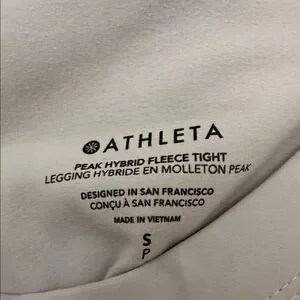 ATHLETA
PEAK HYBRID FLEECE TIGHT
LEGGING HYBRIDE EN MOLLETON PEAK
DESIGNED IN SAN FRANCISCO
CONÇU À SAN FRANCISCO
MADE IN VIETNAM
S
P